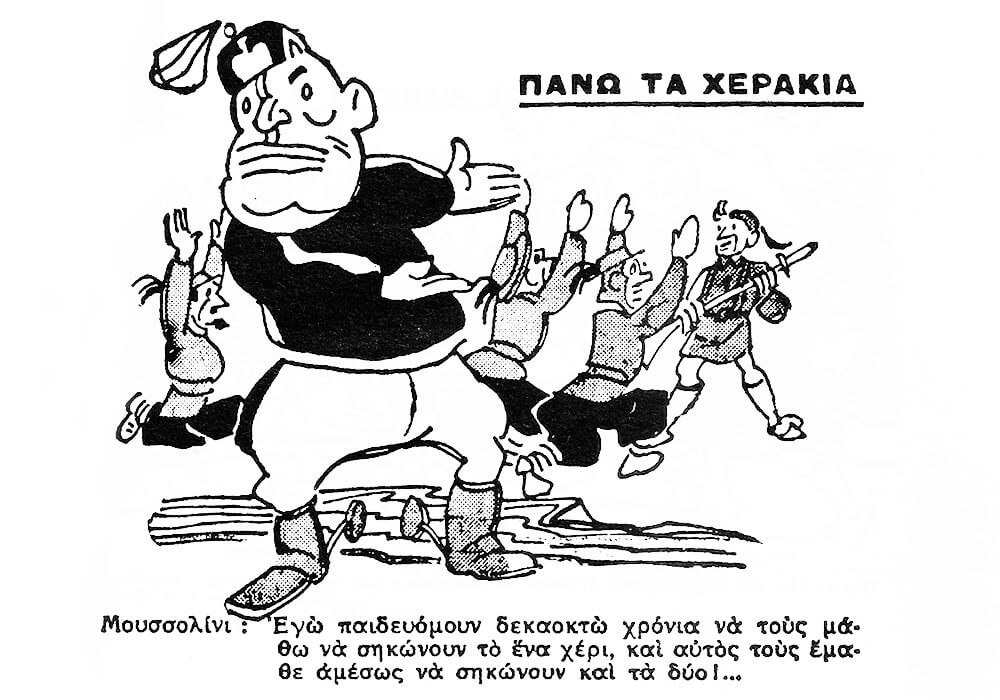 ΠΑΝΩ ΤΑ ΧΕΡΑΚΙΑ
Μουσσολίνι : Ἐγὼ παιδευόμουν δεκαοκτὼ χρόνια νὰ τοὺς μά-
θω νὰ σηκώνουν τὸ ἕνα χέρι, καὶ αὐτὸς τοὺς ἔμα-
θε ἀμέσως νὰ σηκώνουν καὶ τὰ δύο!...